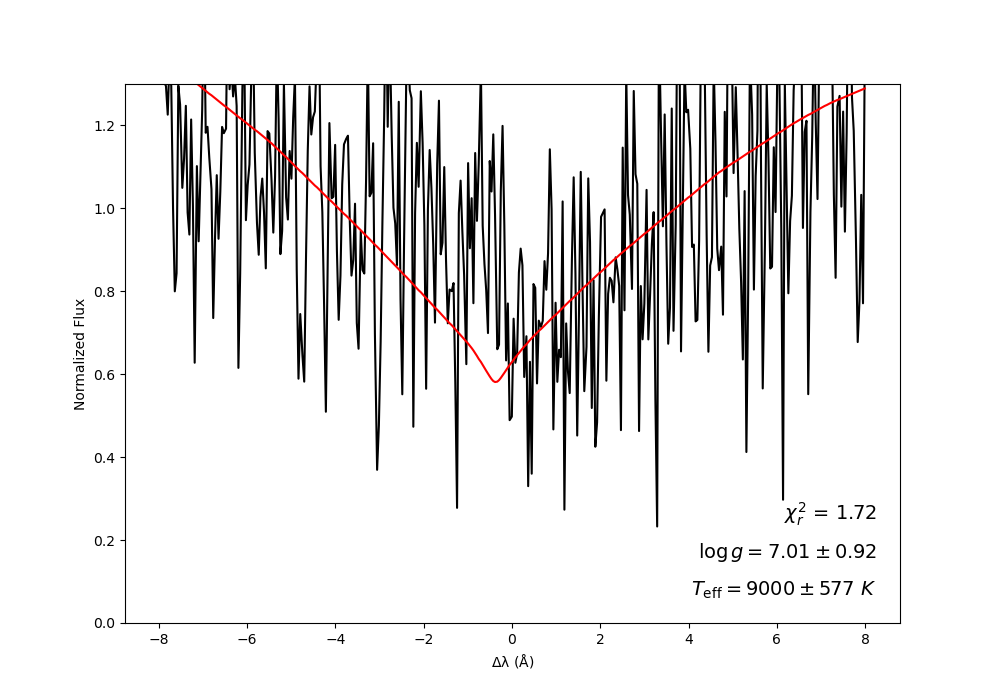 1.2
1.0
0.8
0.6
0.4
0.2
0.0
Normalized Flux
χ²ᵣ = 1.72
log g = 7.01 ± 0.92
T_eff = 9000 ± 577 K
−8 −6 −4 −2 0 2 4 6 8
Δλ (Å)